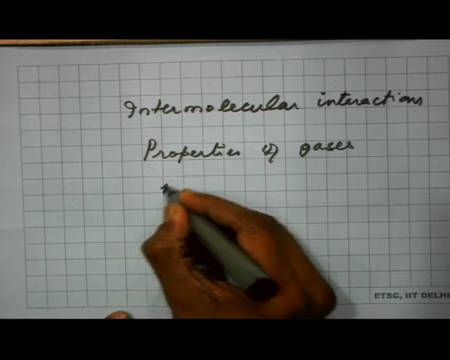 Intermolecular interactions
Properties of gases
ETSC, IIT DELHI